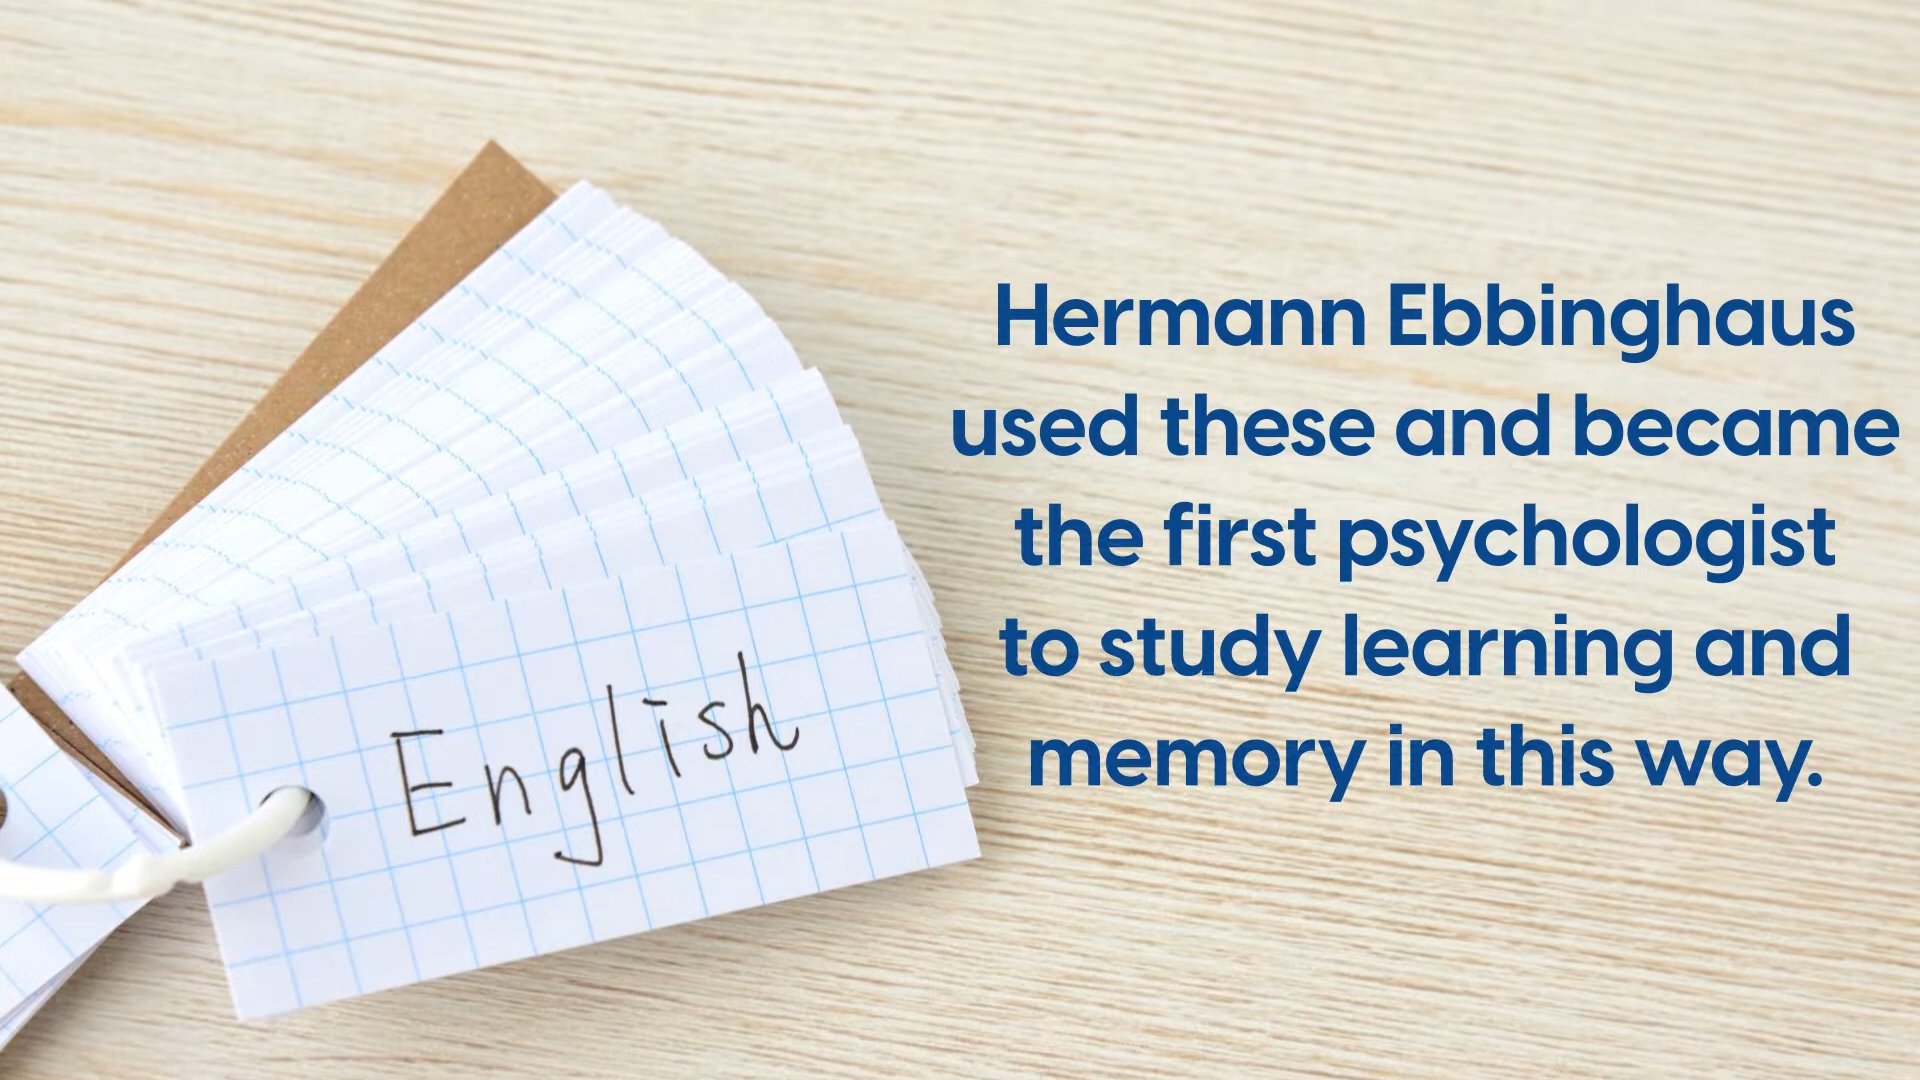 English
Hermann Ebbinghaus
used these and became
the first psychologist
to study learning and
memory in this way.